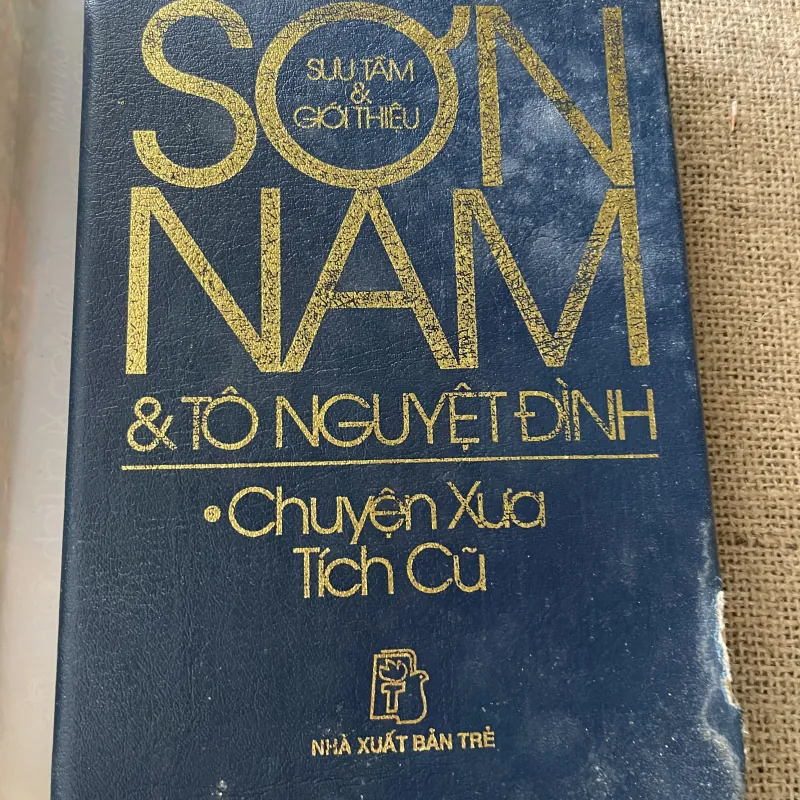 SƠN
SƯU TẦM
&
GIỚI THIỆU
NAM
& TÔ NGUYỆT ĐÌNH
• Chuyện Xưa
Tích Cũ
T
NHÀ XUẤT BẢN TRẺ